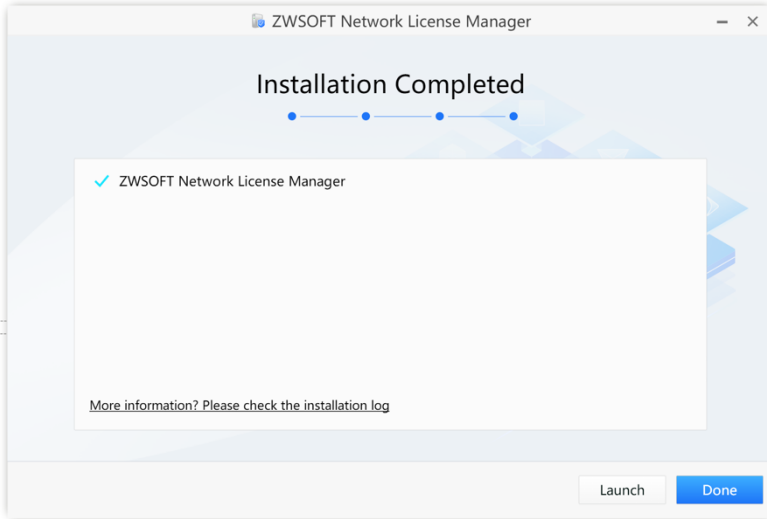 ZWSOFT Network License Manager
Installation Completed
ZWSOFT Network License Manager
More information? Please check the installation log
Launch
Done